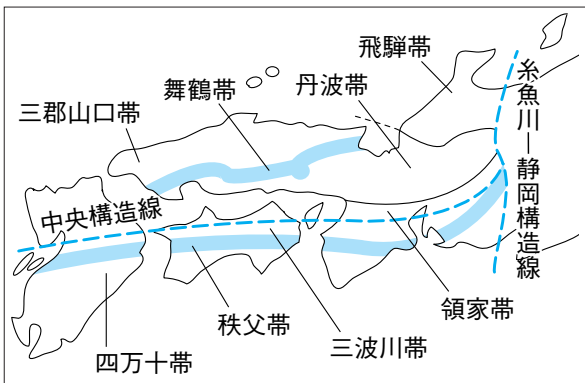 飛騨帯
丹波帯
舞鶴帯
三郡山口帯
糸魚川―静岡構造線
中央構造線
領家帯
三波川帯
秩父帯
四万十帯